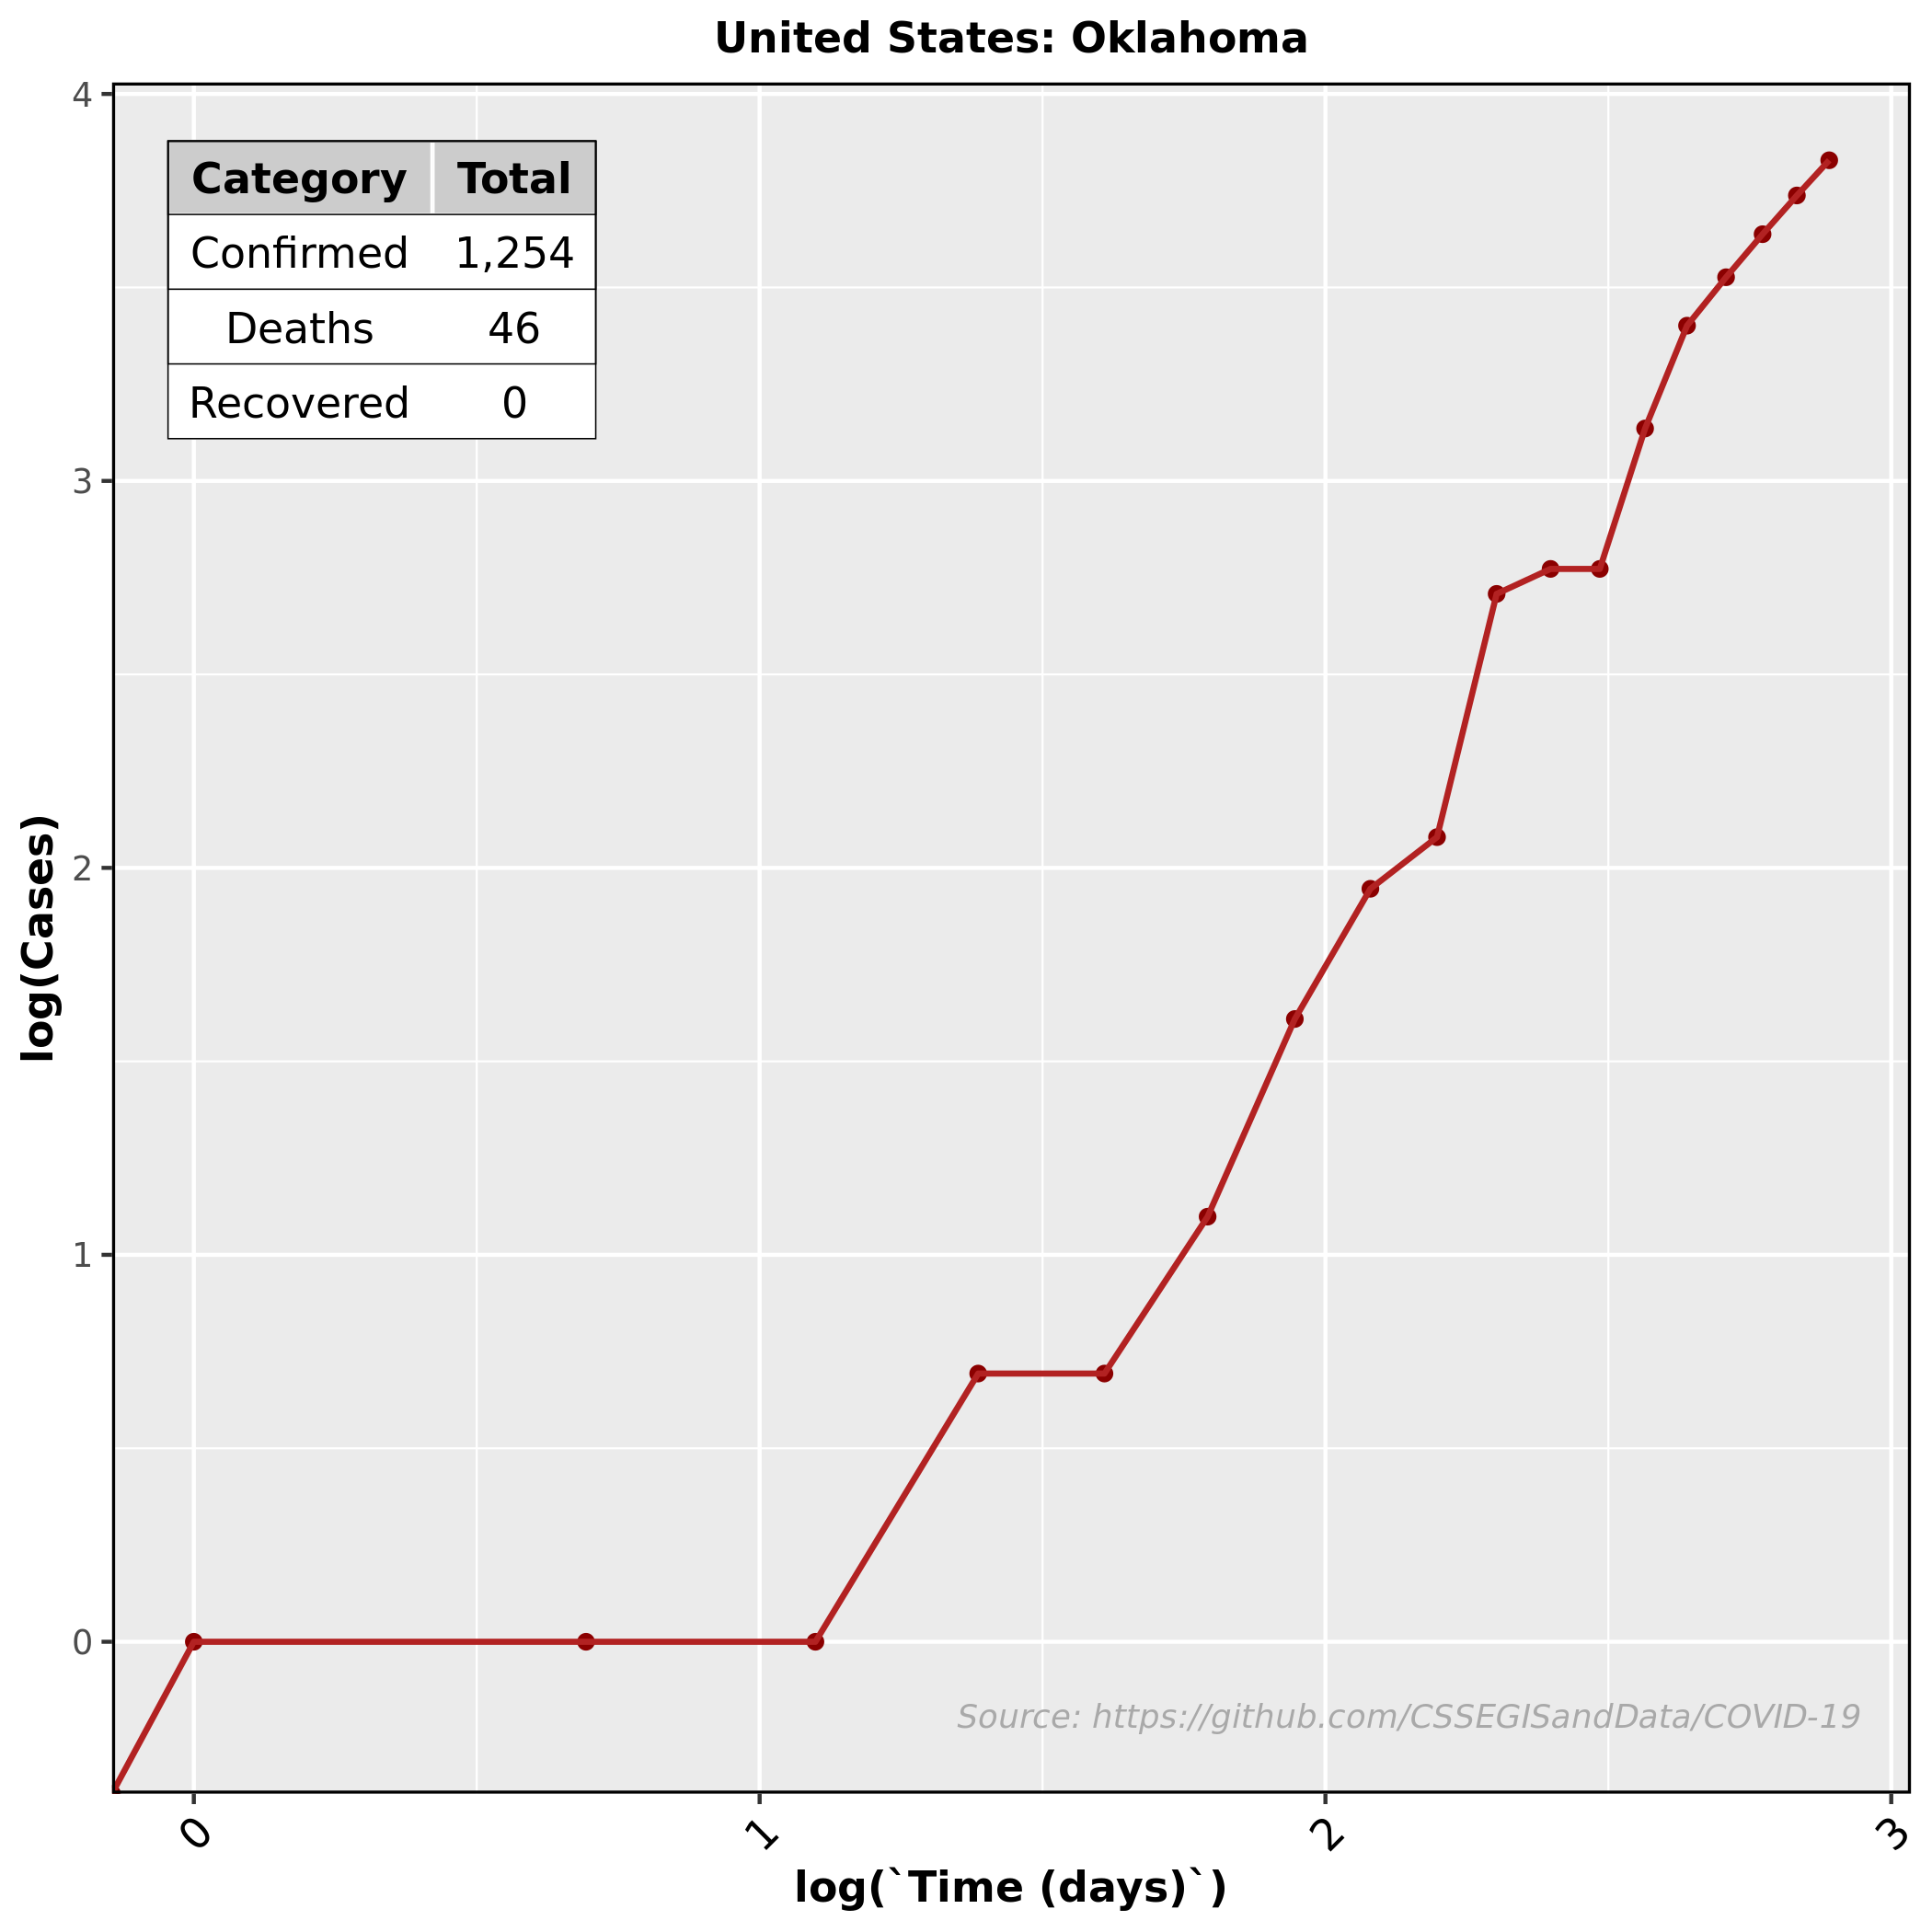 United States: Oklahoma
4
3
2
1
0
Category Total
Confirmed 1,254
Deaths 46
Recovered 0
log(Cases)
Source: https://github.com/CSSEGISandData/COVID-19
0 1 2 3
log(`Time (days)`)